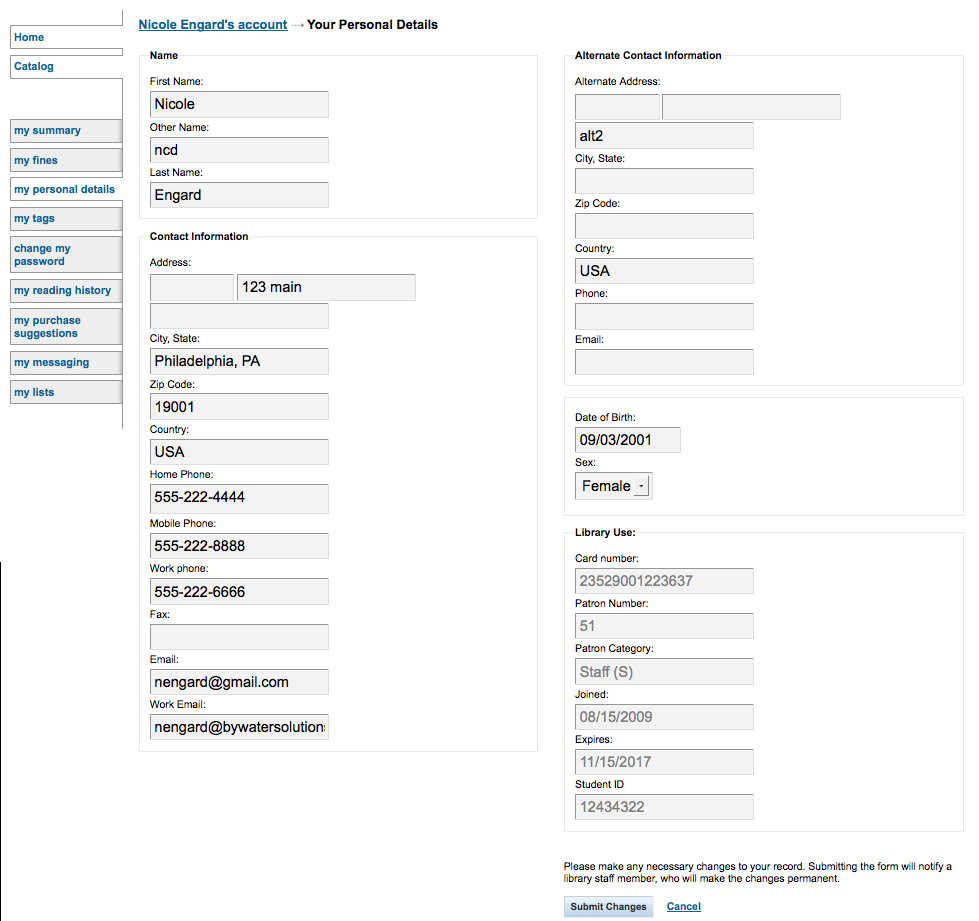 Home
Catalog
my summary
my fines
my personal details
my tags
change my
password
my reading history
my purchase
suggestions
my messaging
my lists
Nicole Engard's account → Your Personal Details
Name
First Name:
Nicole
Other Name:
ncd
Last Name:
Engard
Contact Information
Address:
123 main
City, State:
Philadelphia, PA
Zip Code:
19001
Country:
USA
Home Phone:
555-222-4444
Mobile Phone:
555-222-8888
Work phone:
555-222-6666
Fax:
Email:
nengard@gmail.com
Work Email:
nengard@bywatersolutions
Alternate Contact Information
Alternate Address:
alt2
City, State:
Zip Code:
Country:
USA
Phone:
Email:
Date of Birth:
09/03/2001
Sex:
Female
Library Use:
Card number:
23529001223637
Patron Number:
51
Patron Category:
Staff (S)
Joined:
08/15/2009
Expires:
11/15/2017
Student ID
12434322
Please make any necessary changes to your record. Submitting the form will notify a
library staff member, who will make the changes permanent.
Submit Changes Cancel